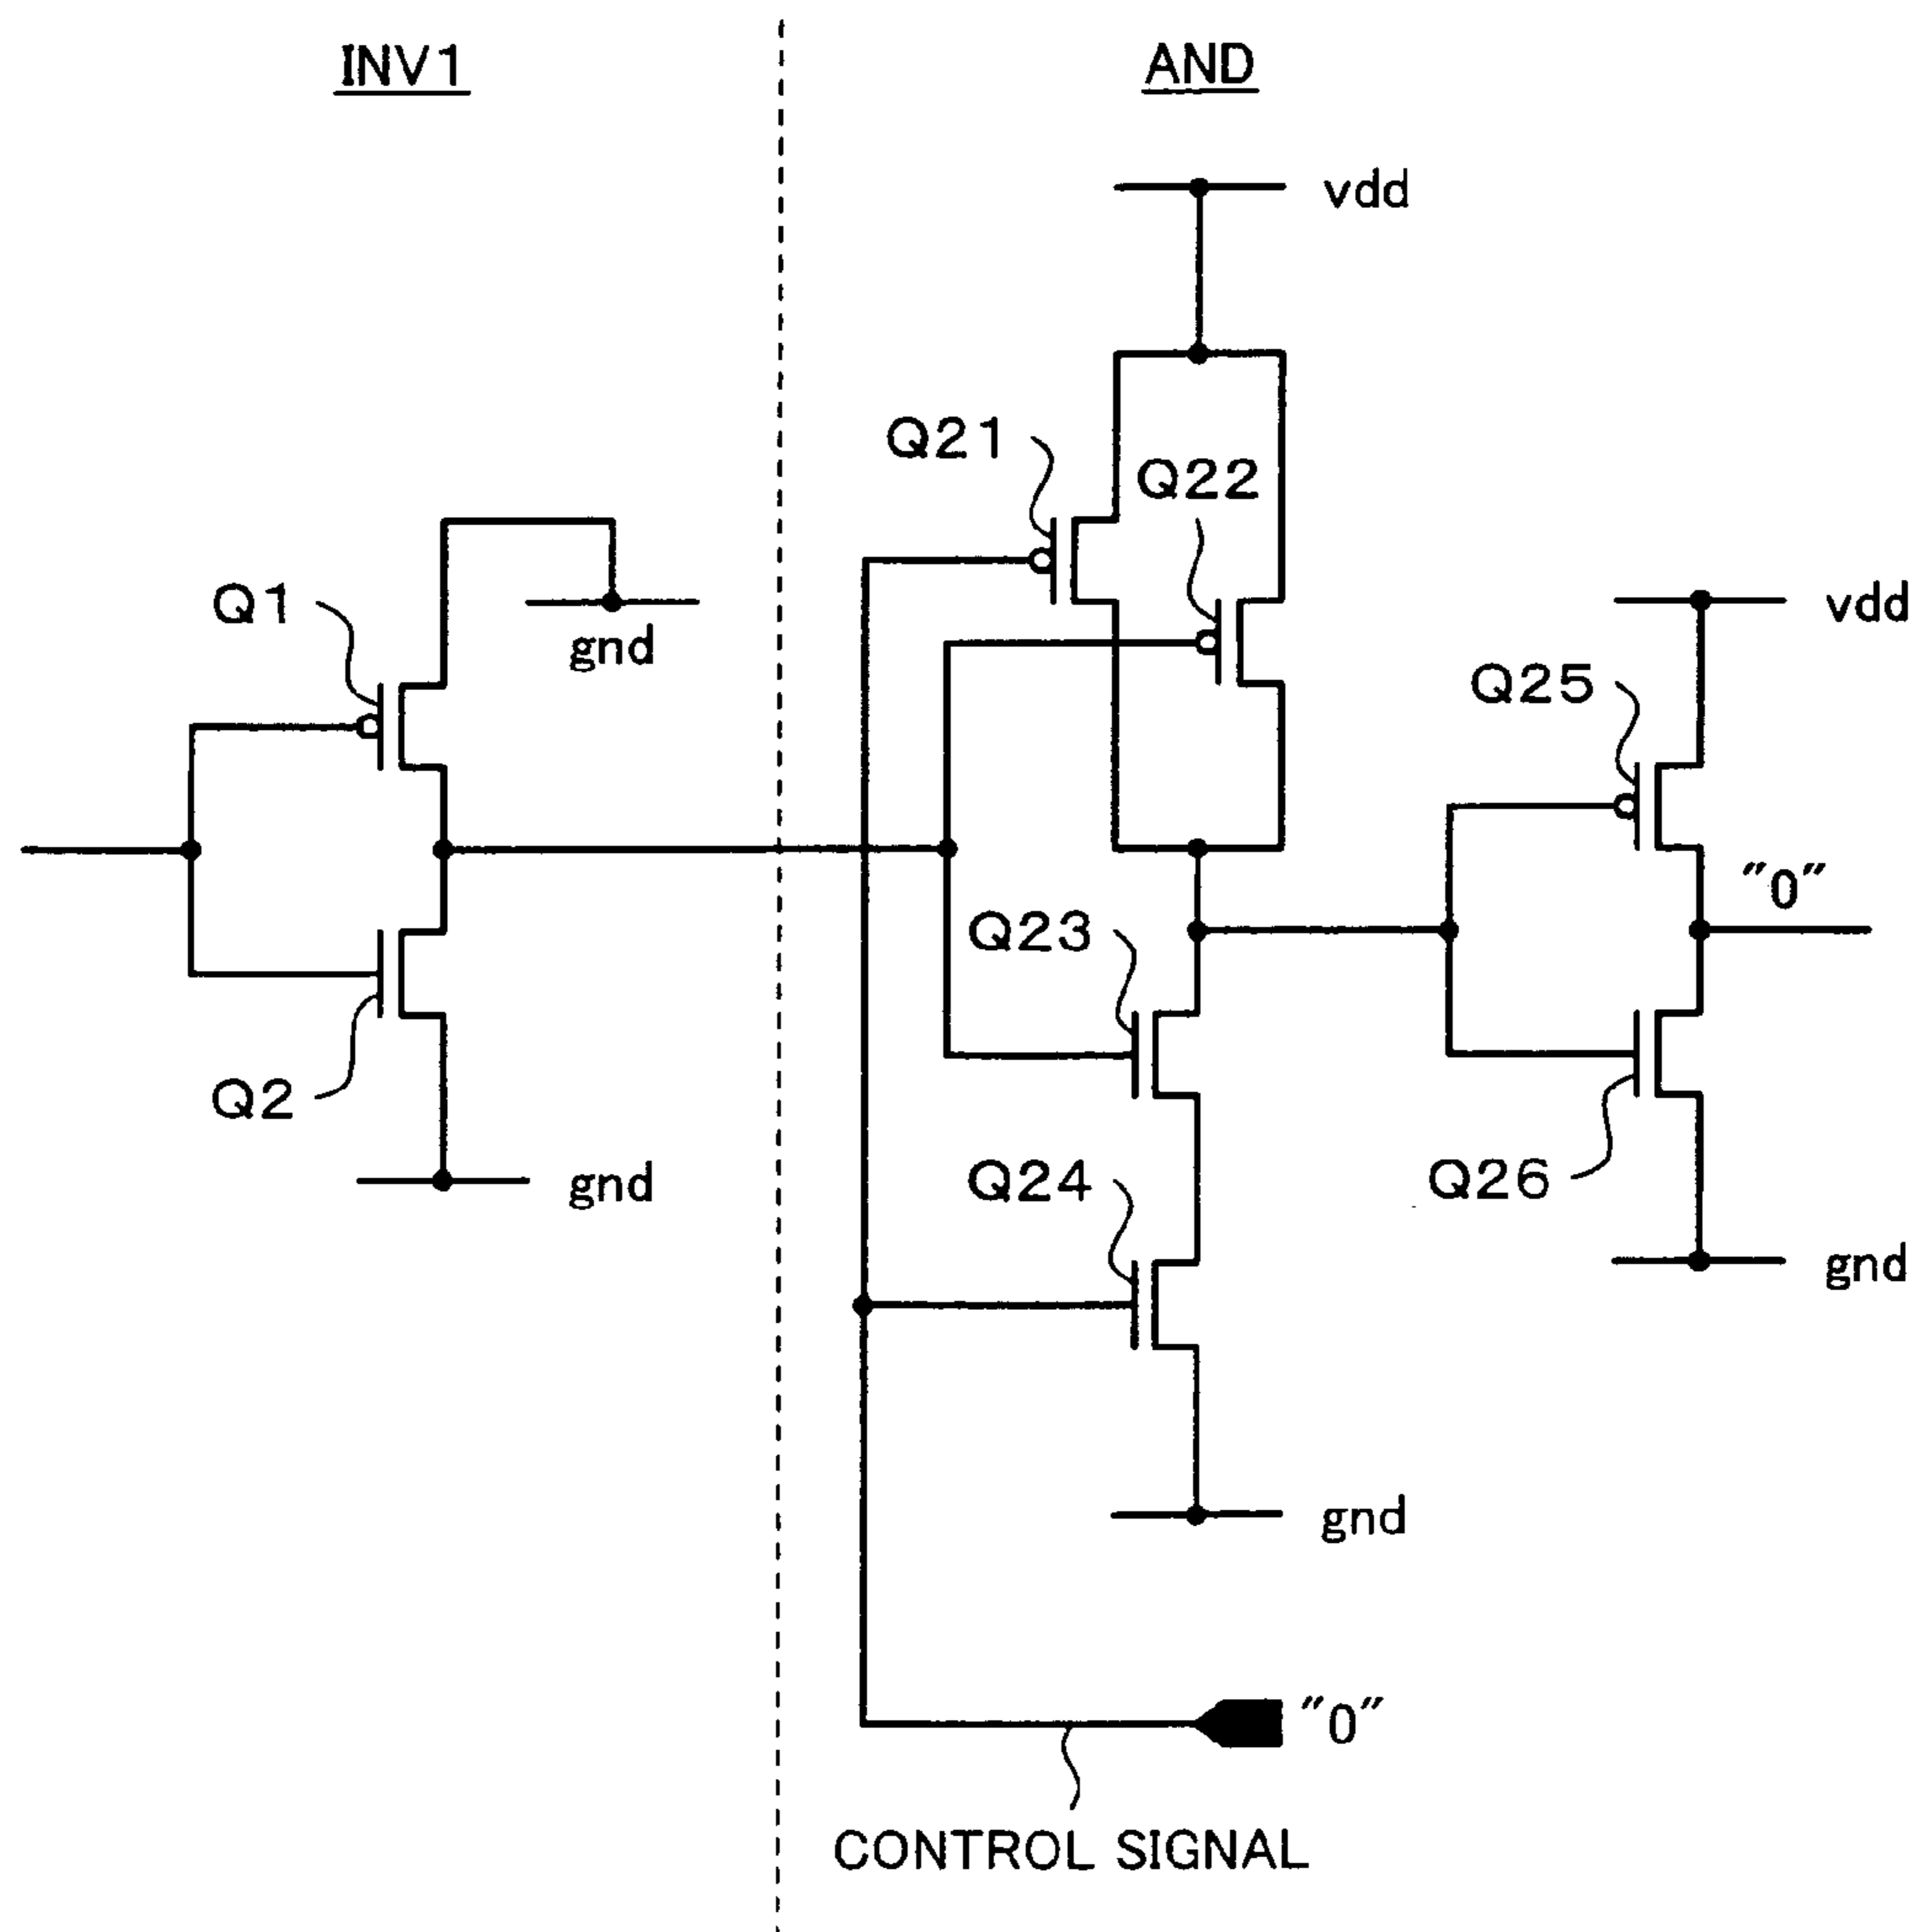 INV1
AND
vdd
Q21
Q22
Q1
gnd
vdd
Q25
"0"
Q23
Q2
gnd
Q24
Q26
gnd
gnd
"0"
CONTROL SIGNAL